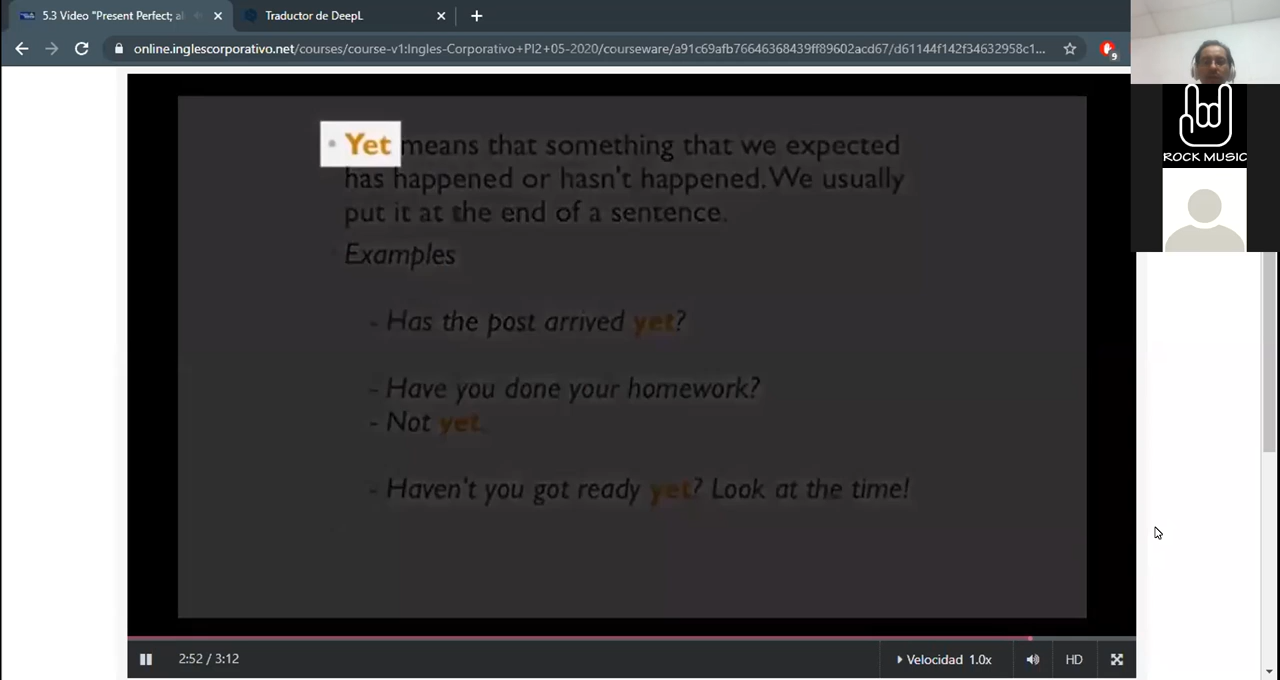 5.3 Video "Present Perfect; al
Traductor de DeepL
online.inglescorporativo.net/courses/course-v1:Ingles-Corporativo+PI2+05-2020/courseware/a91c69afb76646368439ff89602acd67/d61144f142f34632958c1...
9
ROCK MUSIC
• Yet means that something that we expected
has happened or hasn't happened. We usually
put it at the end of a sentence.
Examples
- Has the post arrived yet?
- Have you done your homework?
- Not yet.
- Haven't you got ready yet? Look at the time!
2:52 / 3:12
Velocidad 1.0x
HD